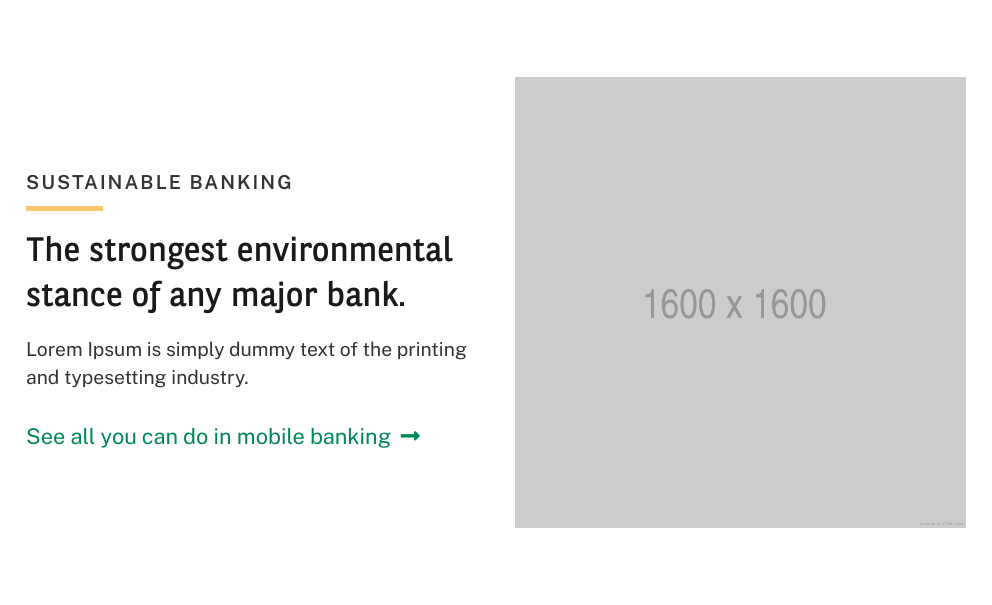 SUSTAINABLE BANKING
The strongest environmental
stance of any major bank.
Lorem Ipsum is simply dummy text of the printing
and typesetting industry.
See all you can do in mobile banking
1600 x 1600